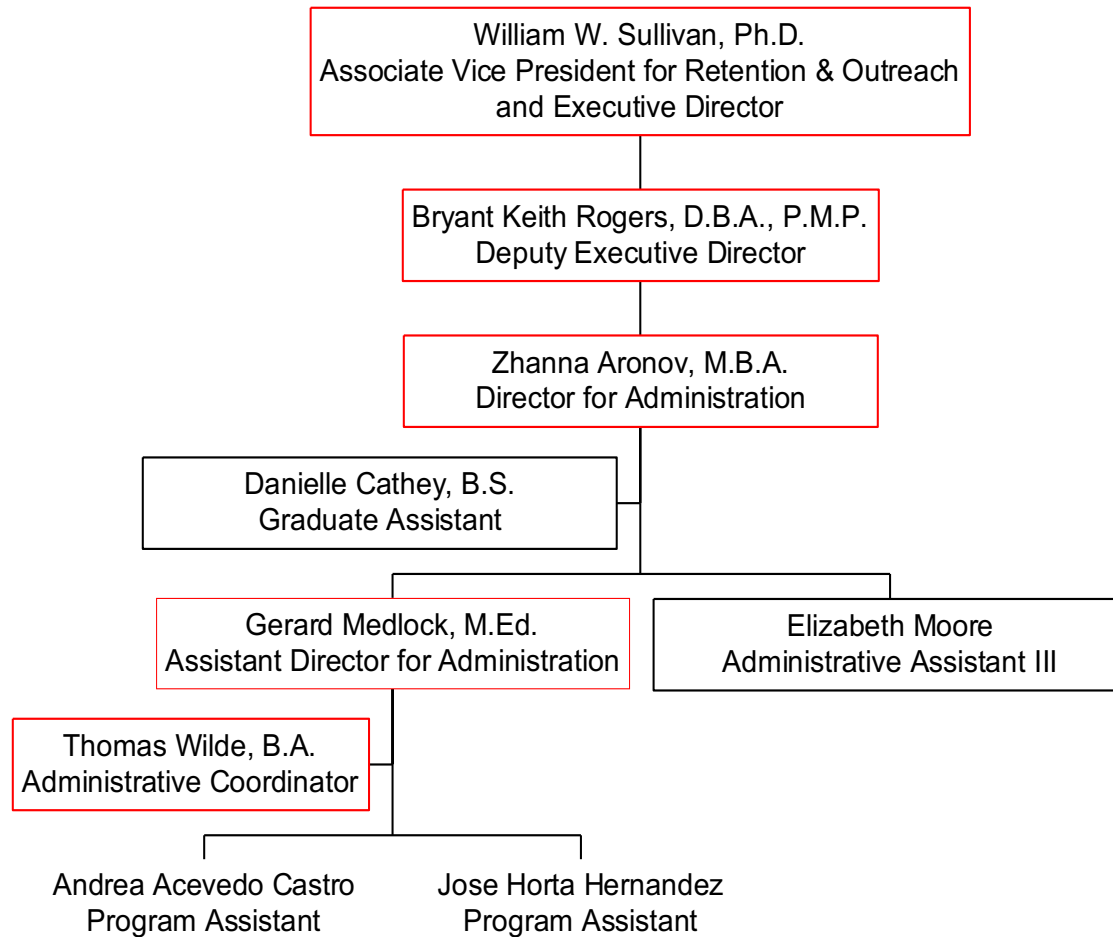 William W. Sullivan, Ph.D.
Associate Vice President for Retention & Outreach
and Executive Director
Bryant Keith Rogers, D.B.A., P.M.P.
Deputy Executive Director
Zhanna Aronov, M.B.A.
Director for Administration
Danielle Cathey, B.S.
Graduate Assistant
Gerard Medlock, M.Ed.
Assistant Director for Administration
Elizabeth Moore
Administrative Assistant III
Thomas Wilde, B.A.
Administrative Coordinator
Andrea Acevedo Castro
Program Assistant
Jose Horta Hernandez
Program Assistant